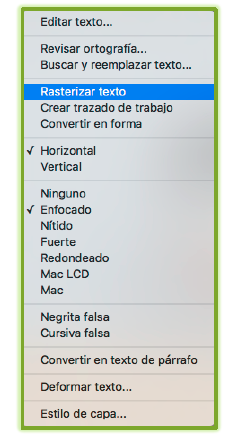 Editar texto...
Revisar ortografía...
Buscar y reemplazar texto...
Rasterizar texto
Crear trazado de trabajo
Convertir en forma
✓ Horizontal
Vertical
Ninguno
✓ Enfocado
Nítido
Fuerte
Redondeado
Mac LCD
Mac
Negrita falsa
Cursiva falsa
Convertir en texto de párrafo
Deformar texto...
Estilo de capa...